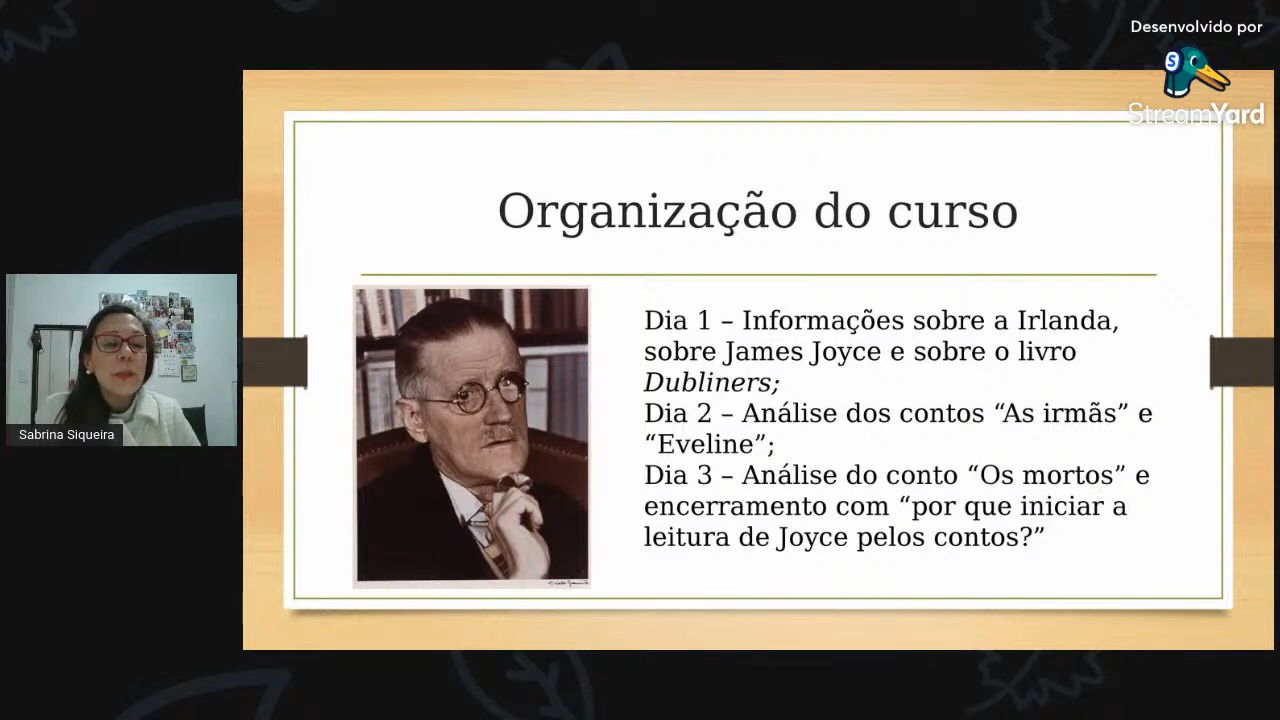 Desenvolvido por
StreamYard
Organização do curso
Dia 1 – Informações sobre a Irlanda,
sobre James Joyce e sobre o livro
Dubliners;
Dia 2 – Análise dos contos “As irmãs” e
“Eveline”;
Dia 3 – Análise do conto “Os mortos” e
encerramento com “por que iniciar a
leitura de Joyce pelos contos?”
Sabrina Siqueira